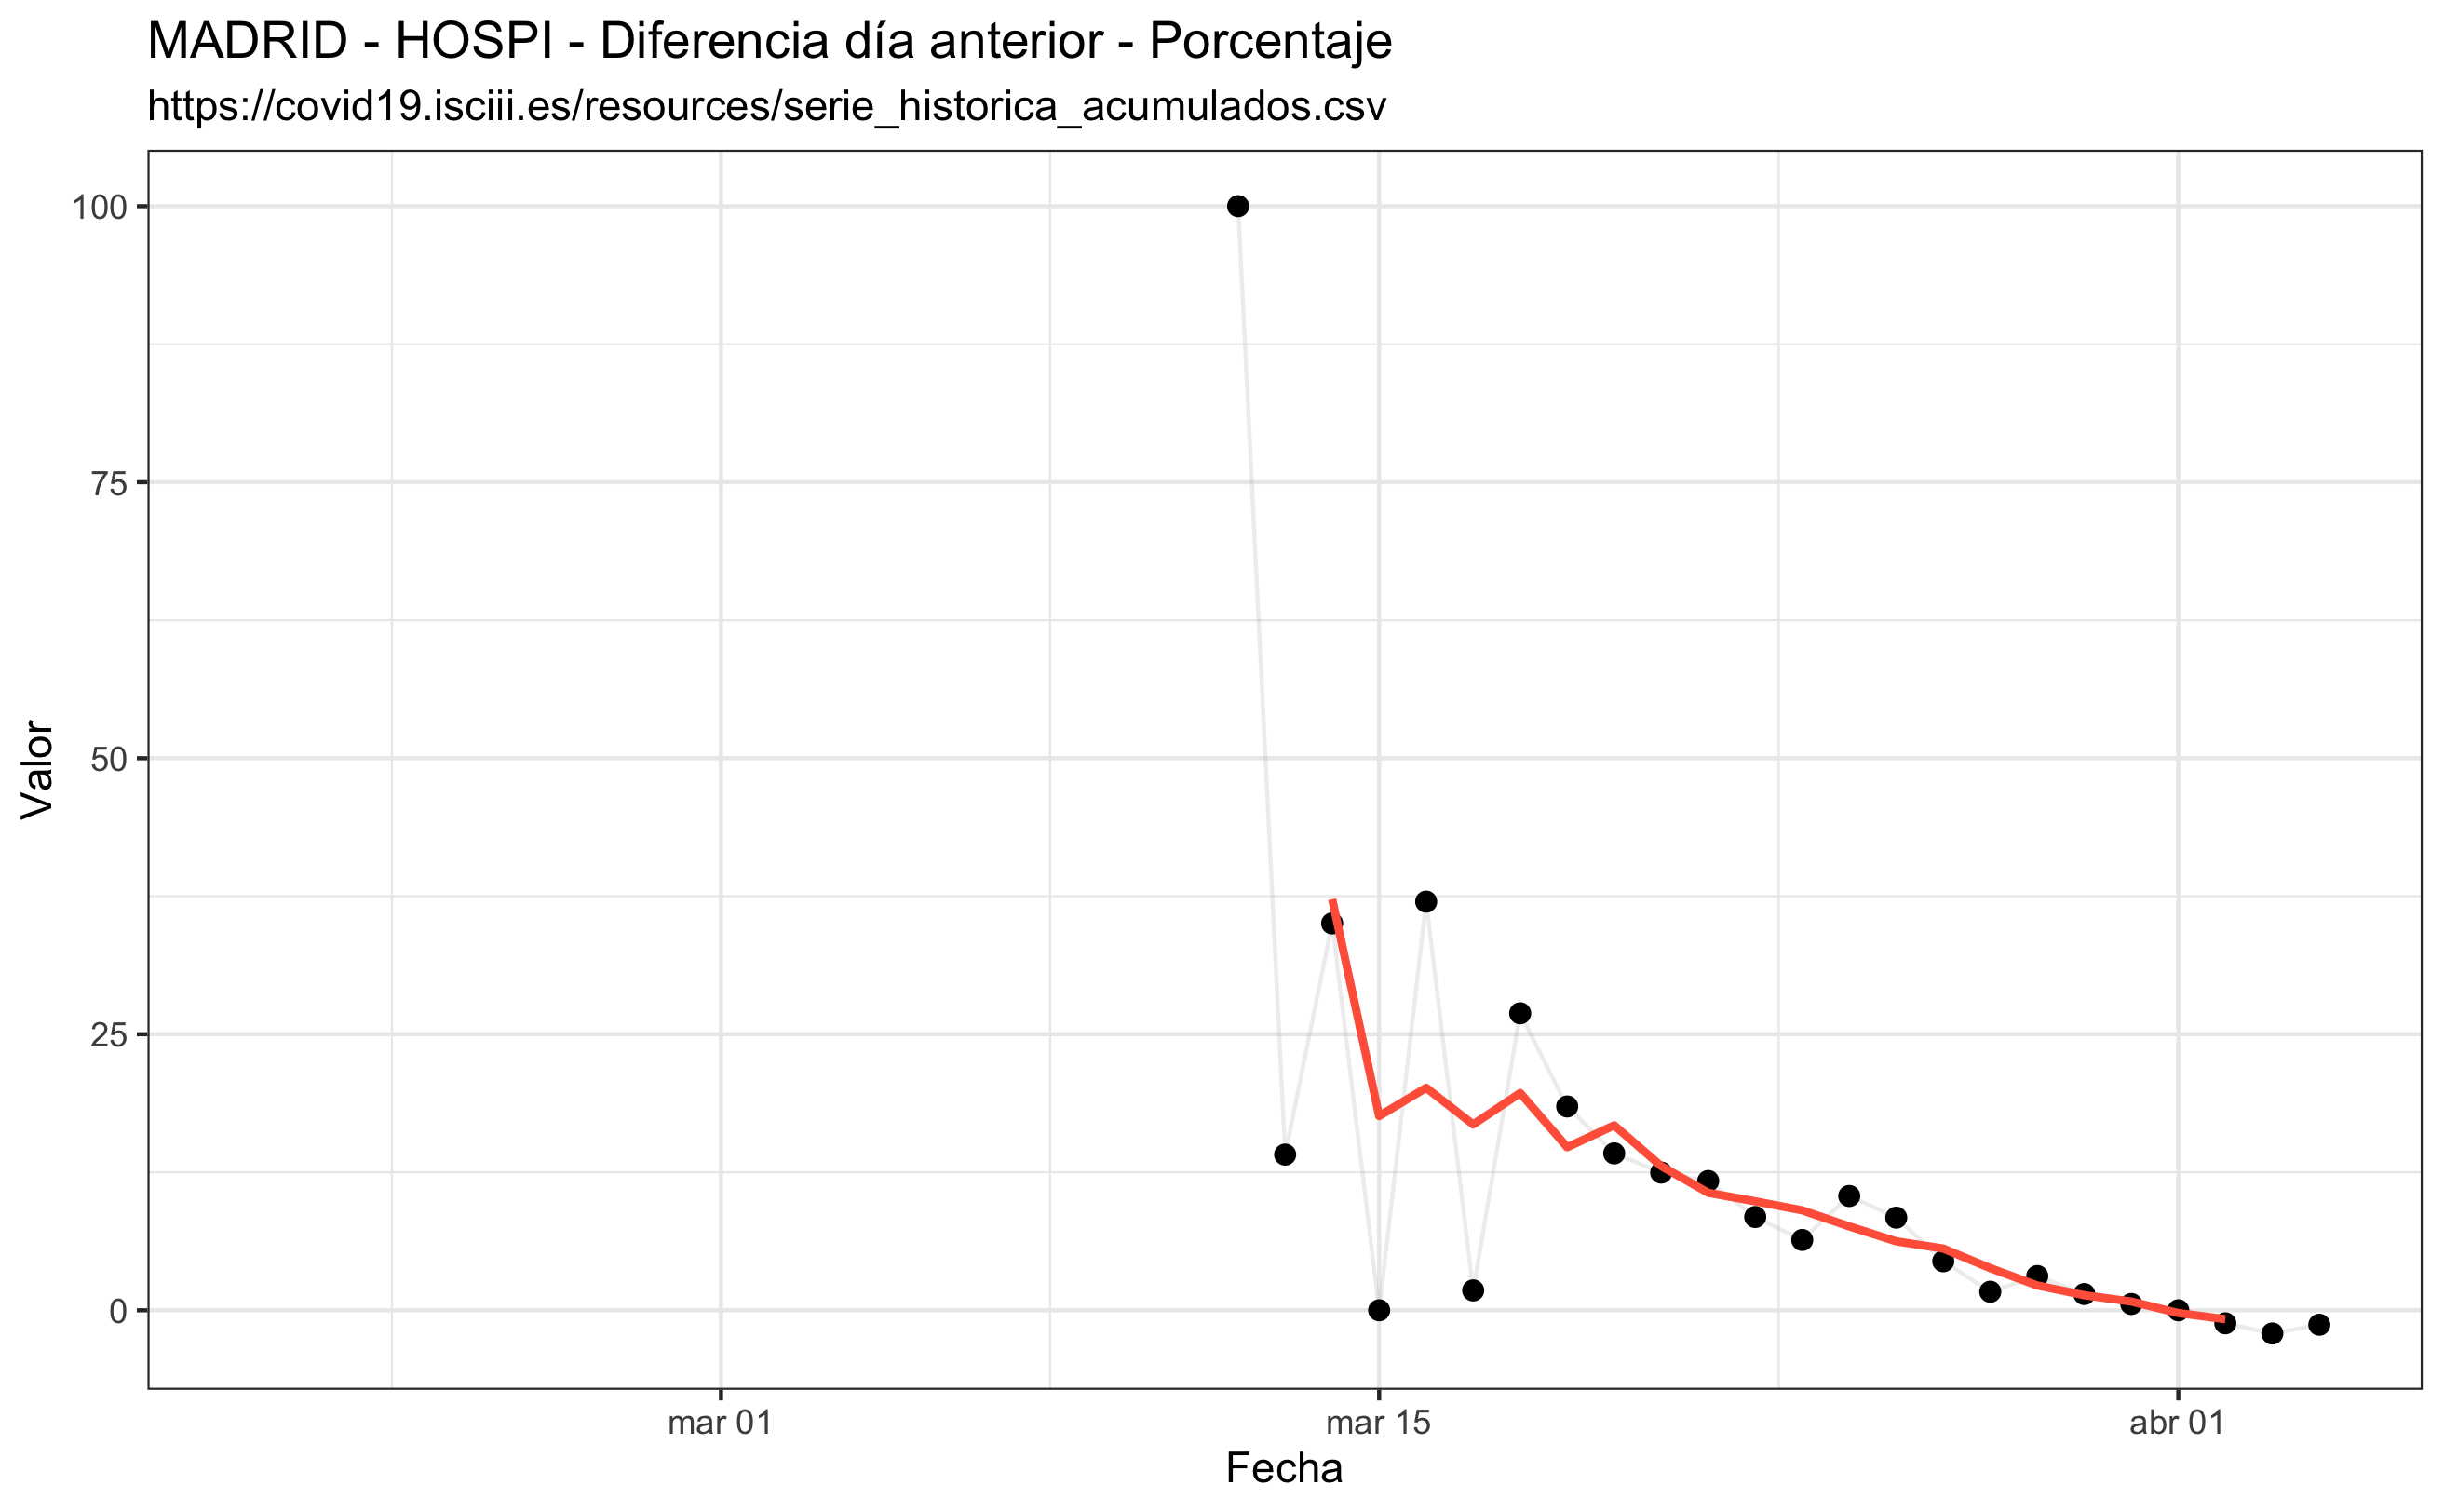 MADRID - HOSPI - Diferencia día anterior - Porcentaje
https://covid19.isciii.es/resources/serie_historica_acumulados.csv
100
75
50
25
0
Valor
mar 01
mar 15
abr 01
Fecha